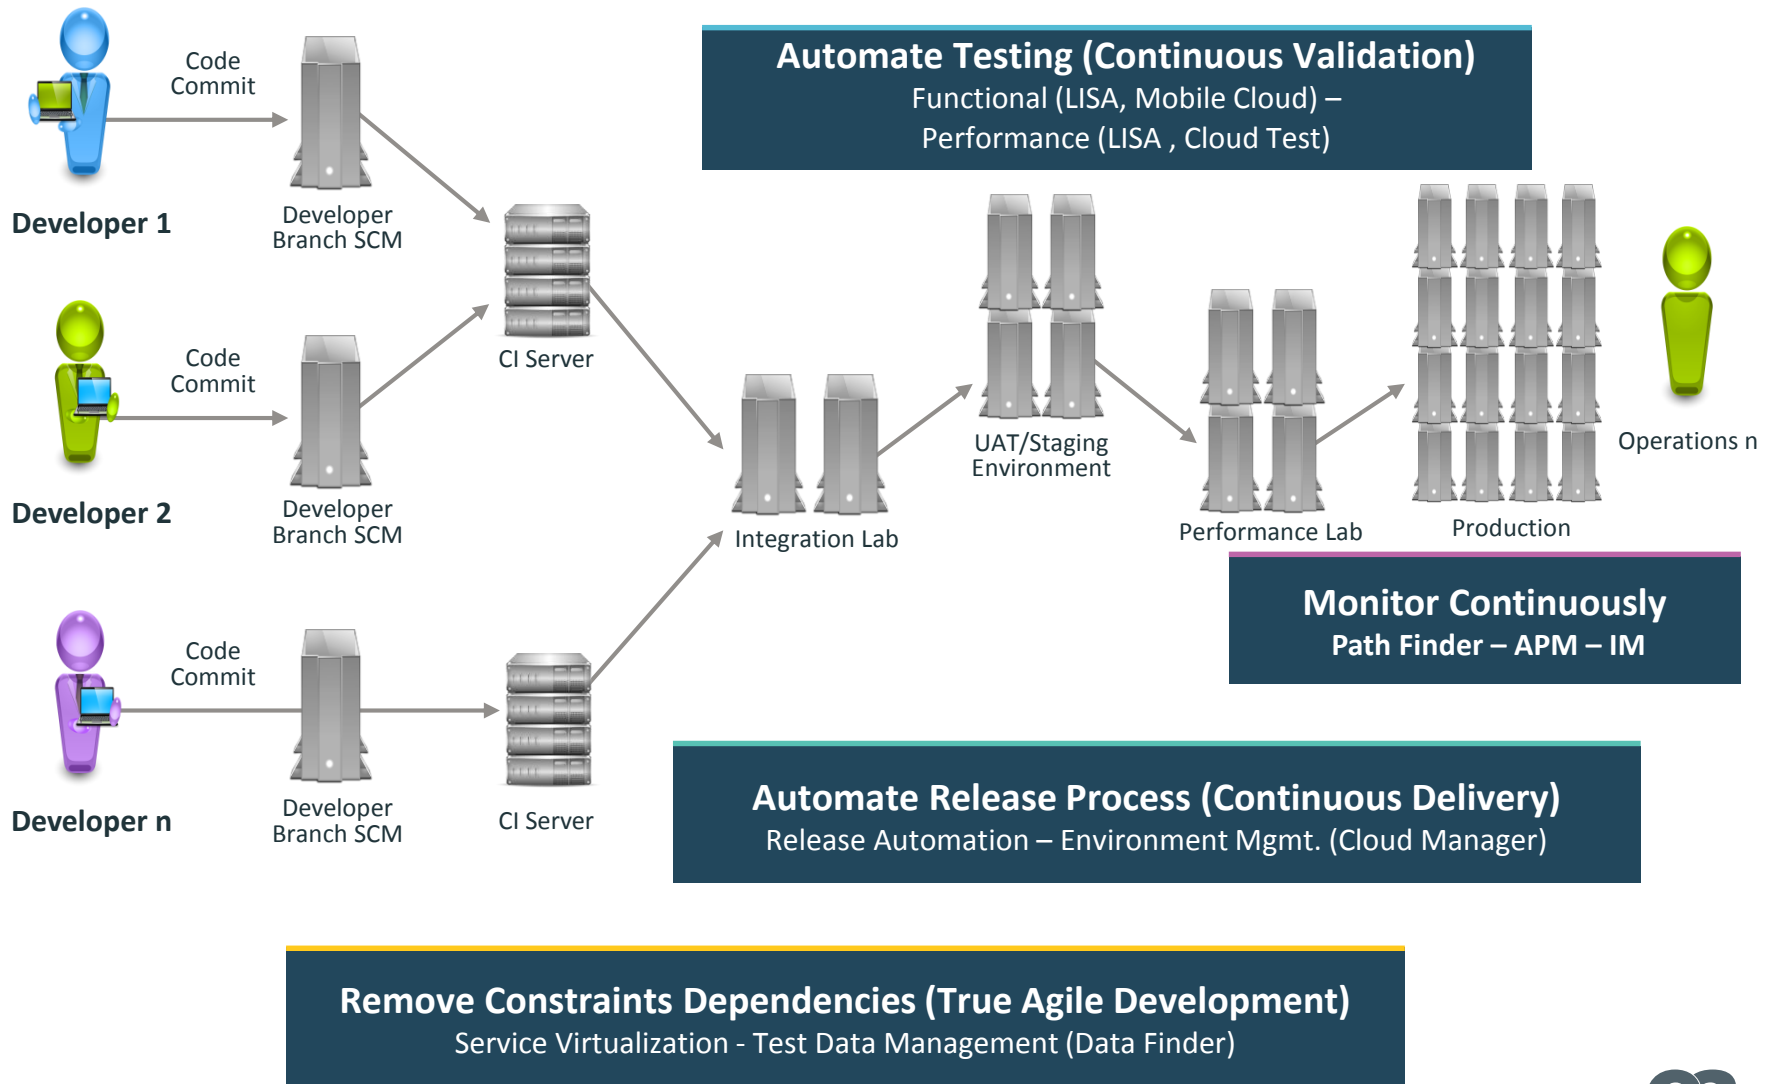 Code
Commit
Developer 1
Developer
Branch SCM
Automate Testing (Continuous Validation)
Functional (LISA, Mobile Cloud) –
Performance (LISA , Cloud Test)
Code
Commit
Developer 2
Developer
Branch SCM
CI Server
Code
Commit
Developer n
Developer
Branch SCM
CI Server
Integration Lab
UAT/Staging
Environment
Performance Lab
Production
Operations n
Monitor Continuously
Path Finder – APM – IM
Automate Release Process (Continuous Delivery)
Release Automation – Environment Mgmt. (Cloud Manager)
Remove Constraints Dependencies (True Agile Development)
Service Virtualization - Test Data Management (Data Finder)